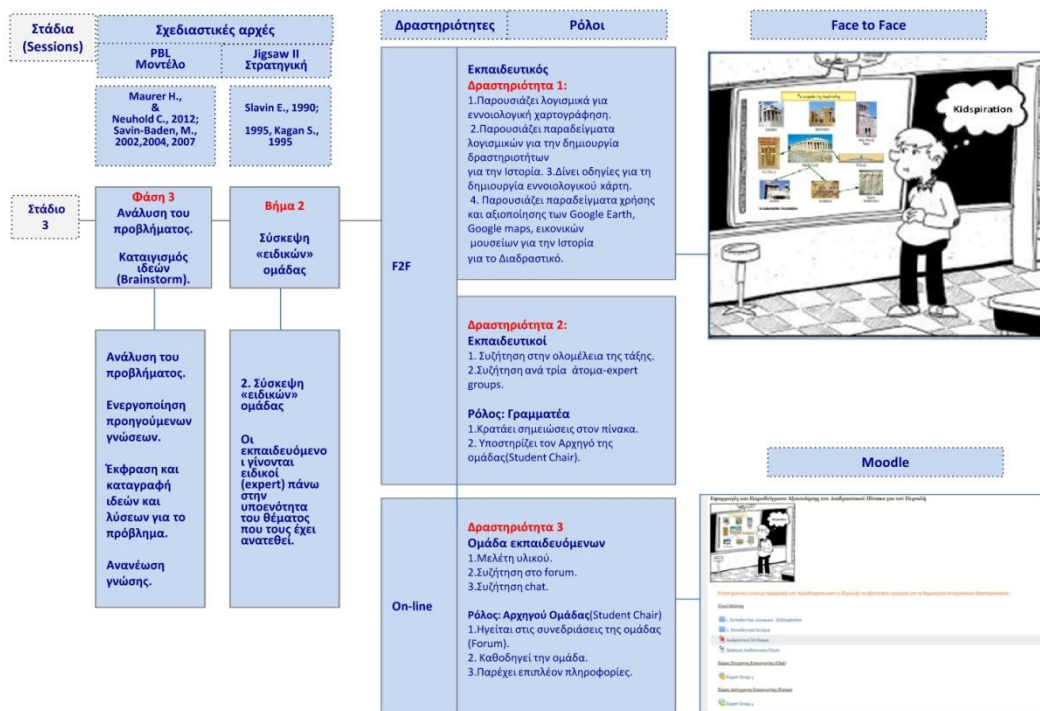 Στάδια
(Sessions)
Σχεδιαστικές αρχές
PBL
Μοντέλο
Jigsaw II
Στρατηγική
Maurer H.,
&
Neuhold C., 2012;
Savin-Baden, M.,
2002,2004, 2007
Slavin E., 1990;
1995, Kagan S.,
1995
Στάδιο
3
Φάση 3
Ανάλυση του
προβλήματος.
Καταιγισμός
ιδεών
(Brainstorm).
Βήμα 2
Σύσκεψη
«ειδικών»
ομάδας
Ανάλυση του
προβλήματος.
Ενεργοποίηση
προηγούμενων
γνώσεων.
Έκφραση και
καταγραφή
ιδεών και
λύσεων για το
πρόβλημα.
Ανανέωση
γνώσης.
2. Σύσκεψη
«ειδικών»
ομάδας
Οι
εκπαιδευόμενο
ι γίνονται
ειδικοί
(expert) πάνω
στην
υποενότητα
του θέματος
που τους έχει
ανατεθεί.
Δραστηριότητες
Ρόλοι
F2F
Εκπαιδευτικός
Δραστηριότητα 1:
1.Παρουσιάζει λογισμικά για
εννοιολογική χαρτογράφηση.
2.Παρουσιάζει παραδείγματα
λογισμικών για την δημιουργία
δραστηριοτήτων
για την Ιστορία. 3.Δίνει οδηγίες για τη
δημιουργία εννοιολογικού χάρτη.
4. Παρουσιάζει παραδείγματα χρήσης
και αξιοποίησης των Google Earth,
Google maps, εικονικών
μουσείων για την Ιστορία
για το Διαδραστικό.
Δραστηριότητα 2:
Εκπαιδευτικοί
1. Συζήτηση στην ολομέλεια της τάξης.
2.Συζήτηση ανά τρία άτομα-expert
groups.
Ρόλος: Γραμματέα
1.Κρατάει σημειώσεις στον πίνακα.
2. Υποστηρίζει τον Αρχηγό της
ομάδας(Student Chair).
On-line
Δραστηριότητα 3
Ομάδα εκπαιδευόμενων
1.Μελέτη υλικού.
2.Συζήτηση στο forum.
3.Συζήτηση chat.
Ρόλος: Αρχηγού Ομάδας(Student Chair)
1.Ηγείται στις συνεδριάσεις της ομάδας
(Forum).
2. Καθοδηγεί την ομάδα.
3.Παρέχει επιπλέον πληροφορίες.
Face to Face
Kidspiration
Moodle
Εφαρμογές και Παραδείγματα Αξιοποίησης του Διαδραστικού Πίνακα για τον Περικλή